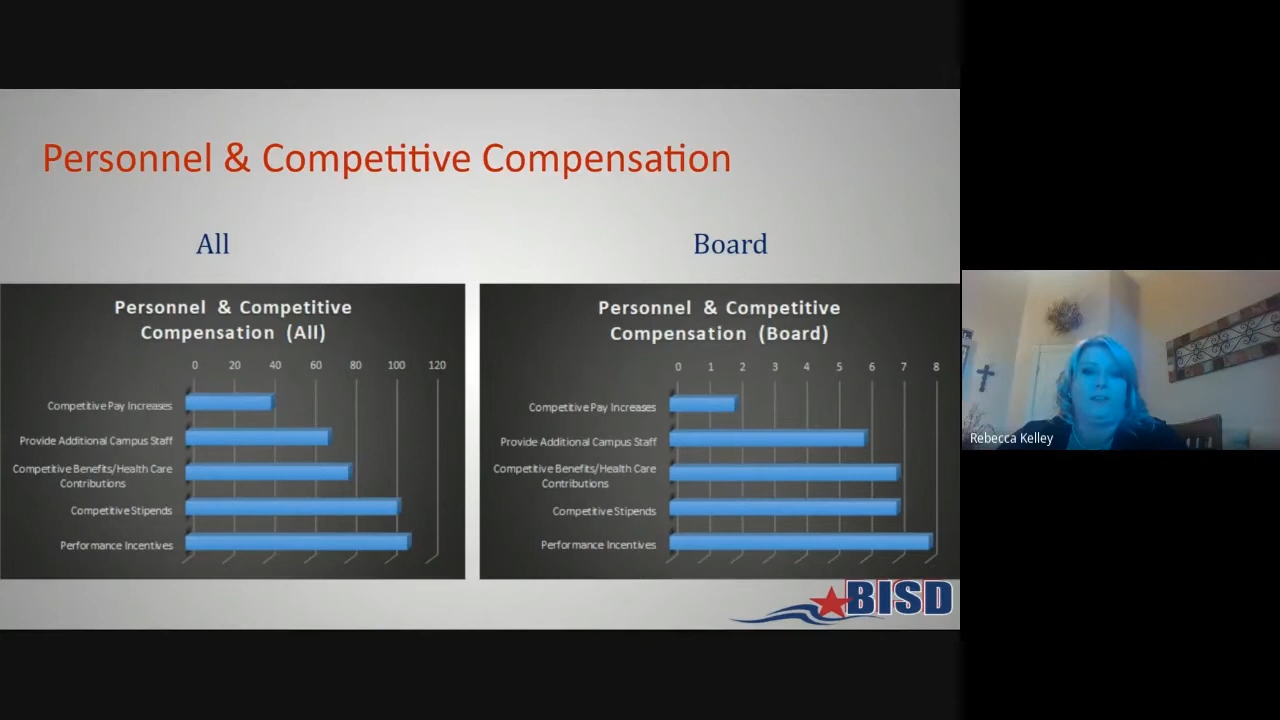 Personnel & Competitive Compensation
All
Board
Personnel & Competitive
Compensation (All)
0 20 40 60 80 100 120
Competitive Pay Increases
Provide Additional Campus Staff
Competitive Benefits/Health Care
Contributions
Competitive Stipends
Performance Incentives
Personnel & Competitive
Compensation (Board)
0 1 2 3 4 5 6 7 8
Competitive Pay Increases
Provide Additional Campus Staff
Competitive Benefits/Health Care
Contributions
Competitive Stipends
Performance Incentives
BISD
Rebecca Kelley